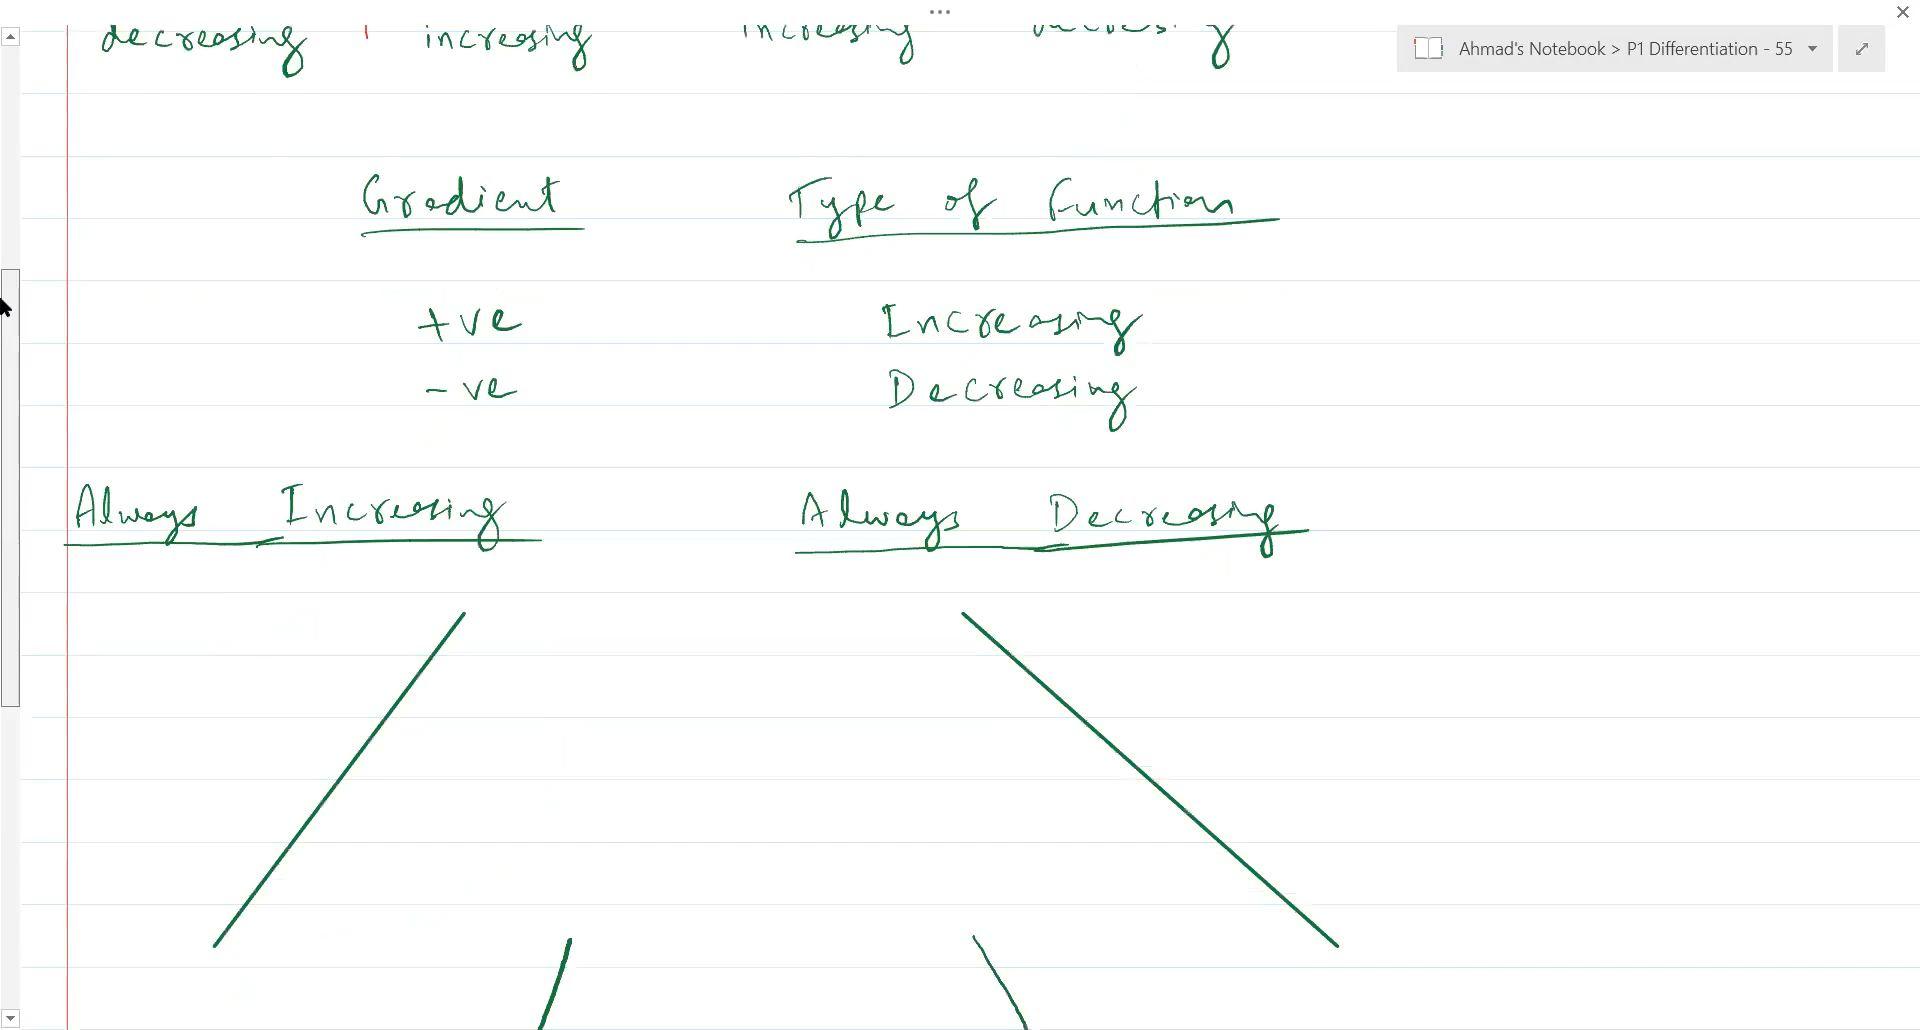 decreasing increasing increasing
Ahmad's Notebook > P1 Differentiation - 55
Gradient Type of Function
+ve Increasing
-ve Decreasing
Always Increasing Always Decreasing